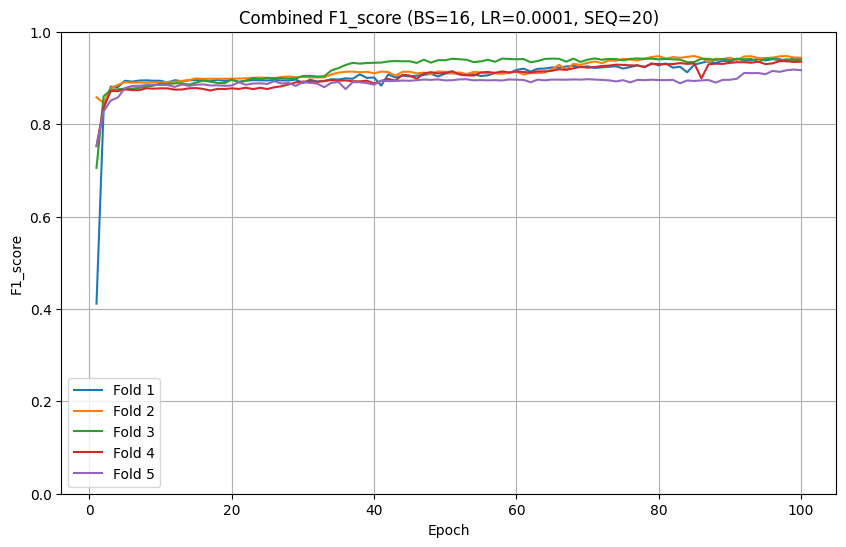 Combined F1_score (BS=16, LR=0.0001, SEQ=20)
1.0
0.8
0.6
0.4
0.2
0.0
F1_score
Fold 1
Fold 2
Fold 3
Fold 4
Fold 5
0 20 40 60 80 100
Epoch